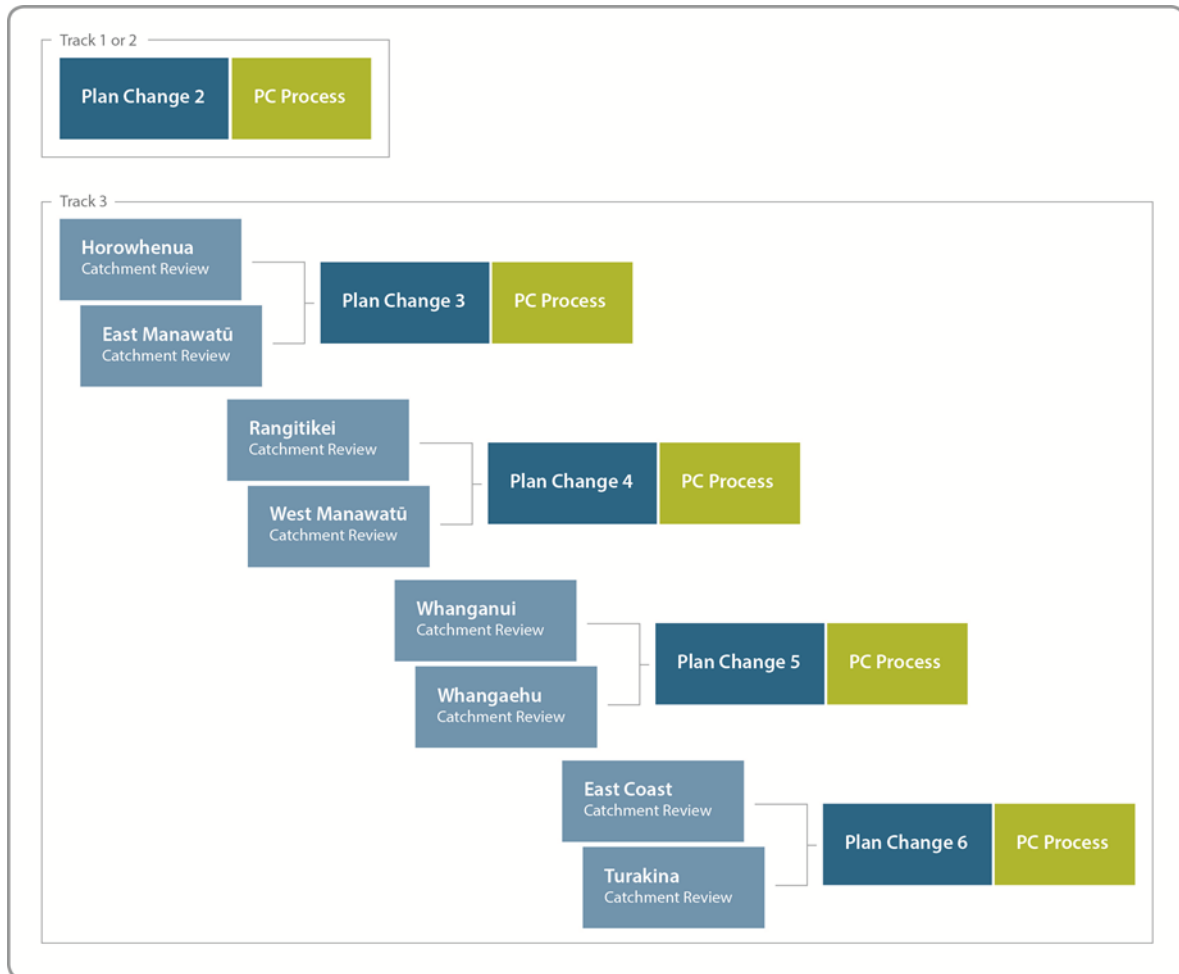 Track 1 or 2
Plan Change 2
PC Process
Track 3
Horowhenua
Catchment Review
East Manawatū
Catchment Review
Plan Change 3
PC Process
Rangitikei
Catchment Review
West Manawatū
Catchment Review
Plan Change 4
PC Process
Whanganui
Catchment Review
Whangaehu
Catchment Review
Plan Change 5
PC Process
East Coast
Catchment Review
Turakina
Catchment Review
Plan Change 6
PC Process